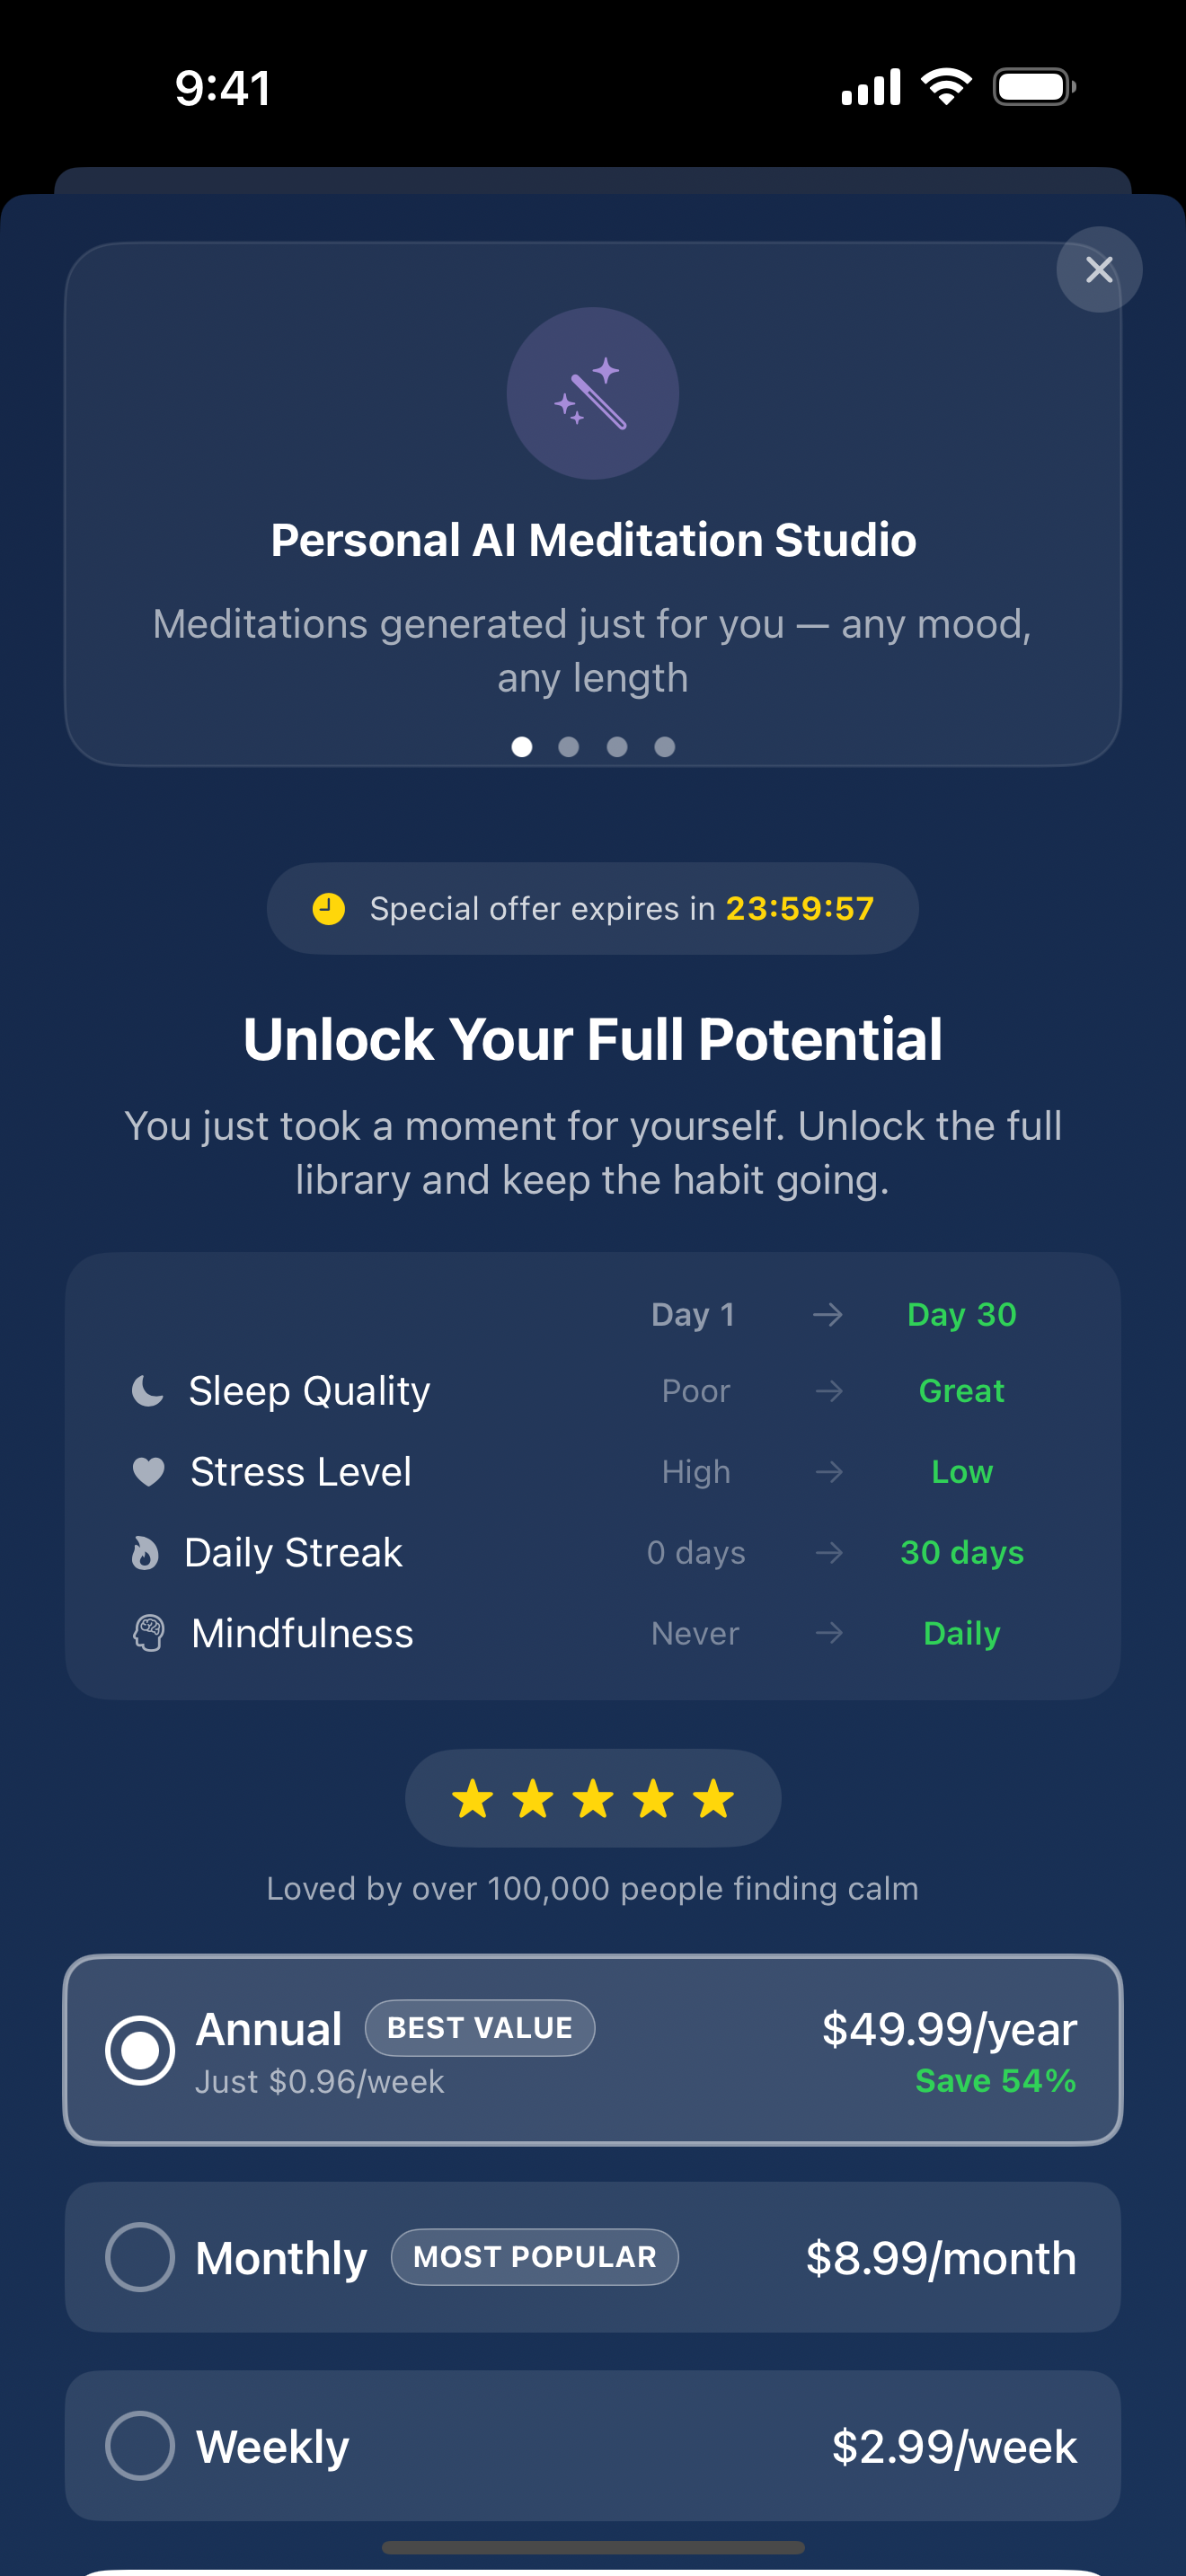 9:41
Personal AI Meditation Studio
Meditations generated just for you — any mood,
any length
Special offer expires in 23:59:57
Unlock Your Full Potential
You just took a moment for yourself. Unlock the full
library and keep the habit going.
Day 1 → Day 30
Sleep Quality Poor → Great
Stress Level High → Low
Daily Streak 0 days → 30 days
Mindfulness Never → Daily
Loved by over 100,000 people finding calm
Annual BEST VALUE $49.99/year
Just $0.96/week Save 54%
Monthly MOST POPULAR $8.99/month
Weekly $2.99/week